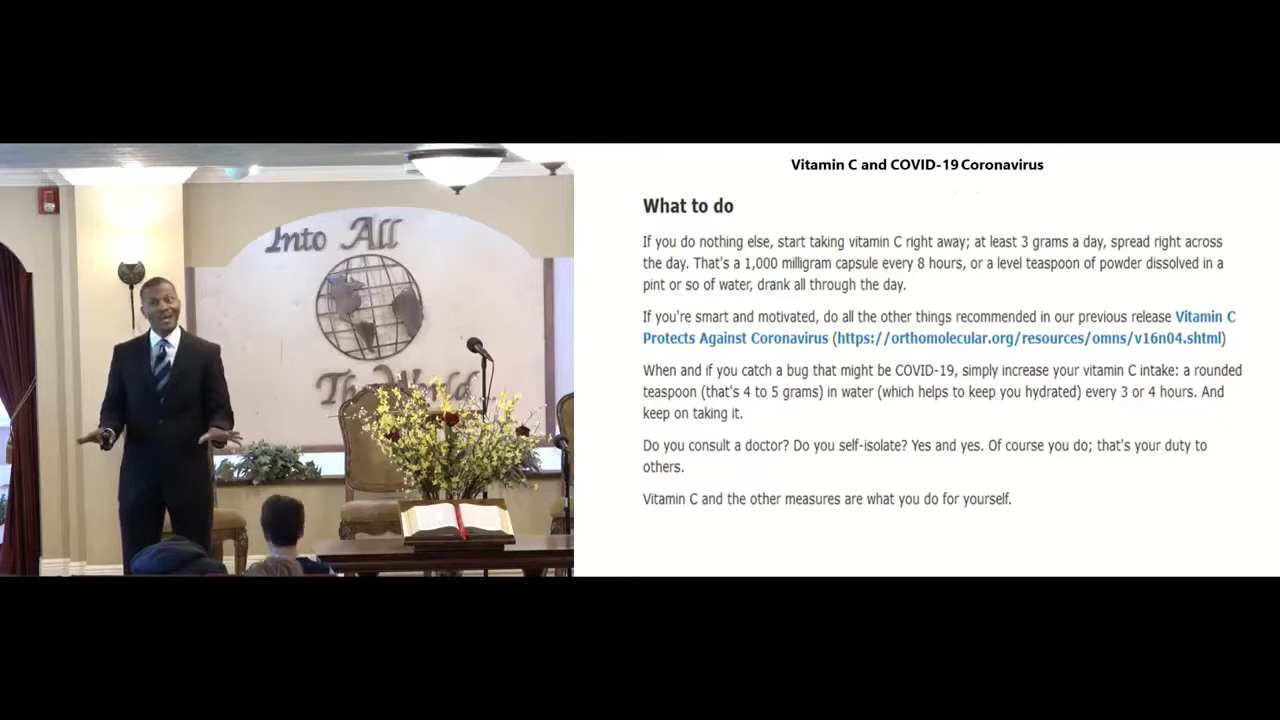 Into All
The World
Vitamin C and COVID-19 Coronavirus
What to do
If you do nothing else, start taking vitamin C right away; at least 3 grams a day, spread right across
the day. That's a 1,000 milligram capsule every 8 hours, or a level teaspoon of powder dissolved in a
pint or so of water, drank all through the day.
If you're smart and motivated, do all the other things recommended in our previous release Vitamin C
Protects Against Coronavirus (https://orthomolecular.org/resources/omns/v16n04.shtml)
When and if you catch a bug that might be COVID-19, simply increase your vitamin C intake: a rounded
teaspoon (that's 4 to 5 grams) in water (which helps to keep you hydrated) every 3 or 4 hours. And
keep on taking it.
Do you consult a doctor? Do you self-isolate? Yes and yes. Of course you do; that's your duty to
others.
Vitamin C and the other measures are what you do for yourself.